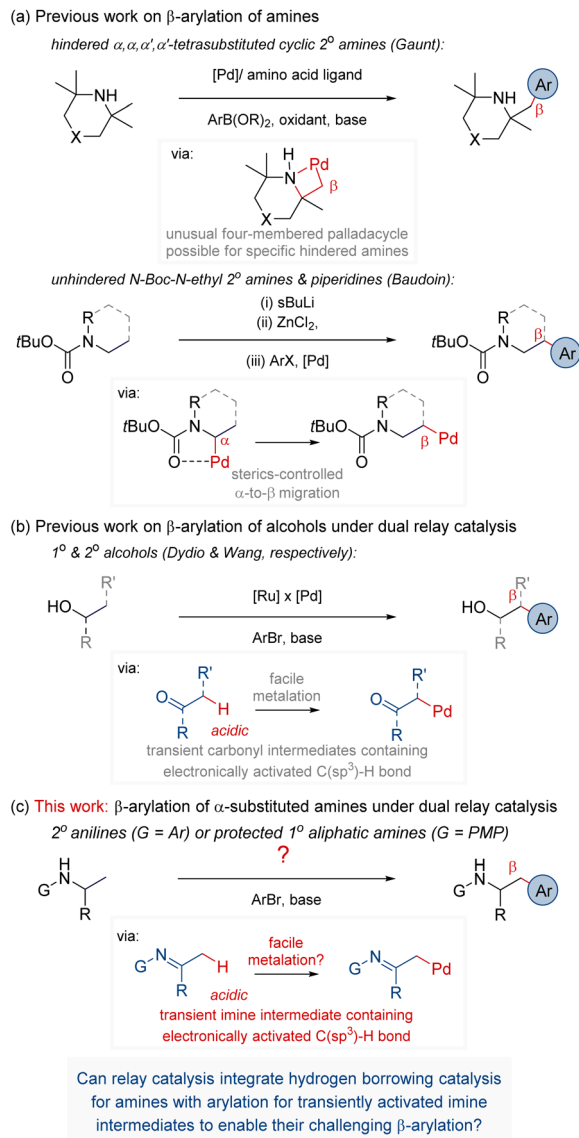 (a) Previous work on β-arylation of amines
hindered α,α,α',α'-tetrasubstituted cyclic 2º amines (Gaunt):
NH
X
[Pd]/ amino acid ligand
ArB(OR)2, oxidant, base
NH
X
β
Ar
via:
H
N
Pd
β
X
unusual four-membered palladacycle
possible for specific hindered amines
unhindered N-Boc-N-ethyl 2º amines & piperidines (Baudoin):
R
tBuO
N
O
(i) sBuLi
(ii) ZnCl2,
(iii) ArX, [Pd]
R
tBuO
N
O
β
Ar
via:
R
tBuO
N
α
O
Pd
R
tBuO
N
O
β
Pd
sterics-controlled
α-to-β migration
(b) Previous work on β-arylation of alcohols under dual relay catalysis
1º & 2º alcohols (Dydio & Wang, respectively):
R'
HO
R
[Ru] x [Pd]
ArBr, base
R'
β
HO
Ar
R
via:
R'
O
H
R
acidic
facile
metalation
R'
O
Pd
R
transient carbonyl intermediates containing
electronically activated C(sp3)-H bond
(c) This work: β-arylation of α-substituted amines under dual relay catalysis
2º anilines (G = Ar) or protected 1º aliphatic amines (G = PMP)
H
G
N
R
?
ArBr, base
H
G
N
β
Ar
R
via:
G
N
H
R
acidic
facile
metalation?
G
N
Pd
R
transient imine intermediate containing
electronically activated C(sp3)-H bond
Can relay catalysis integrate hydrogen borrowing catalysis
for amines with arylation for transiently activated imine
intermediates to enable their challenging β-arylation?